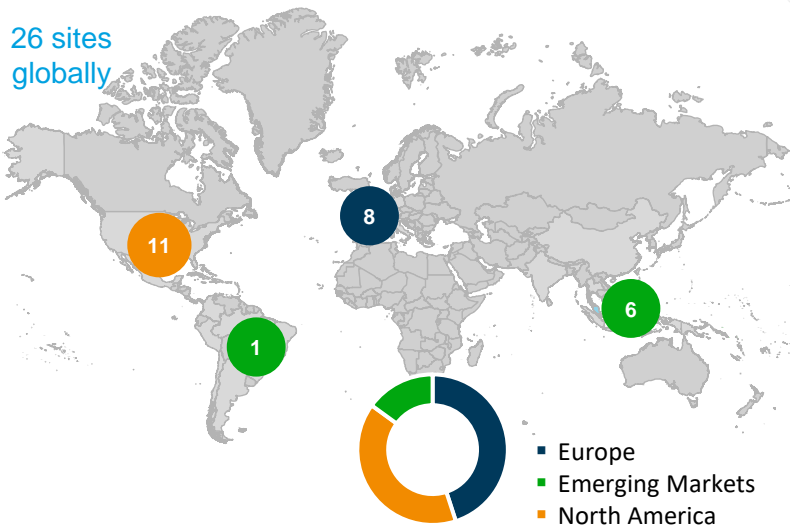 26 sites
globally
8
11
6
1
Europe
Emerging Markets
North America